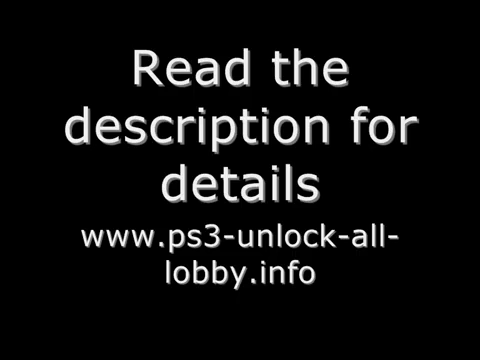 Read the
description for
details
www.ps3-unlock-all-
lobby.info